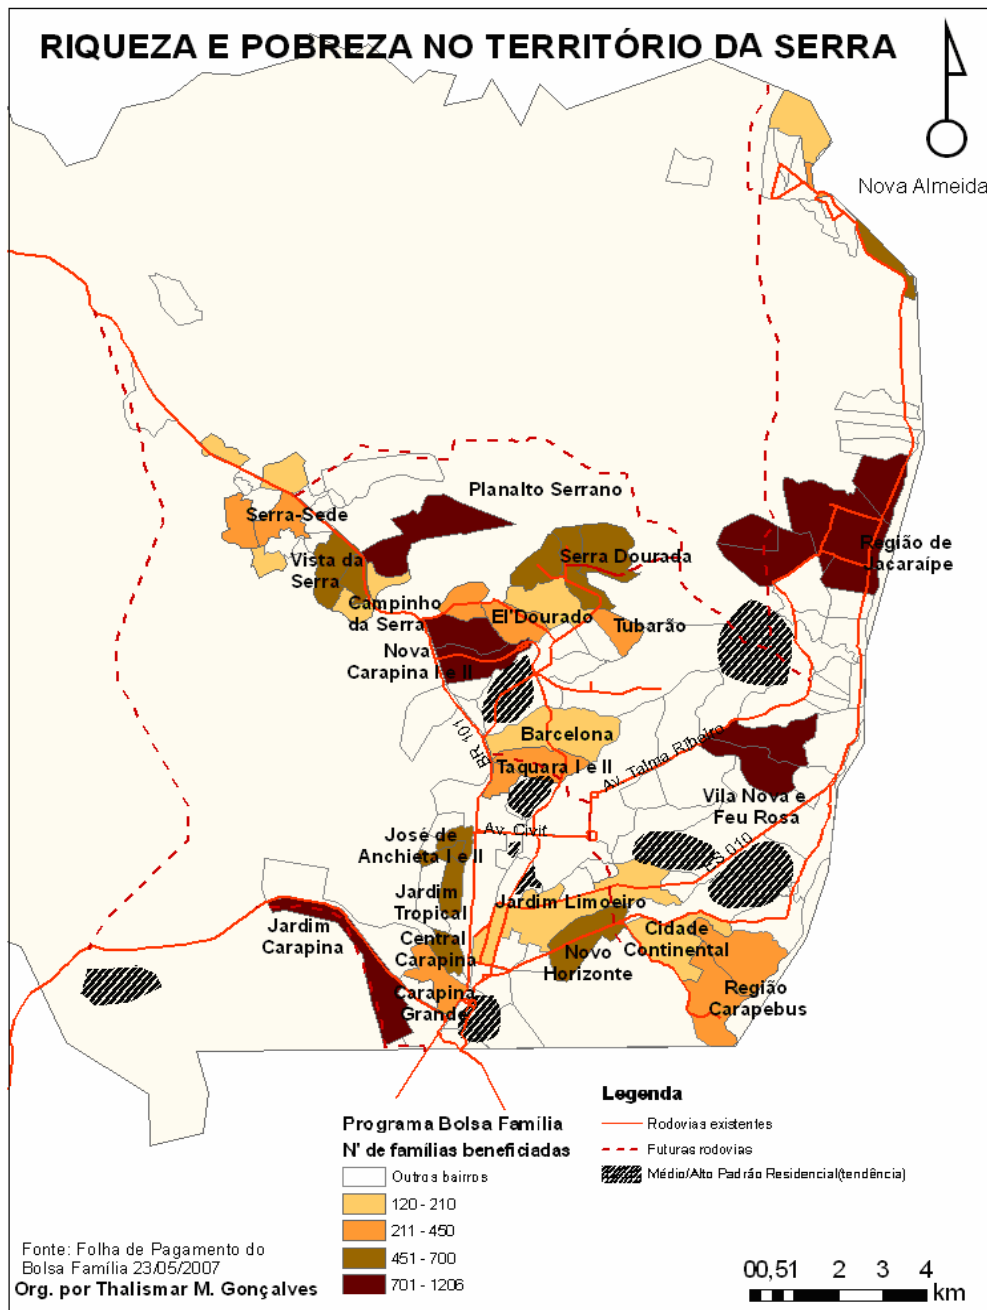 RIQUEZA E POBREZA NO TERRITÓRIO DA SERRA
Nova Almeida
Planalto Serrano
Serra-Sede
Vista da
Serra
Serra Dourada
Região de
Jacaraípe
Campinho
da Serra
El'Dourado
Tubarão
Nova
Carapina I e II
BR 101
Barcelona
Taquara I e II
Av. Talma Ribeiro
Vila Nova e
Feu Rosa
José de
Anchieta I e II
Av. Civit
ES 010
Jardim
Tropical
Jardim Limoeiro
Jardim
Carapina
Central
Carapina
Novo
Horizonte
Cidade
Continental
Carapina
Grande
Região
Carapebus
Legenda
Rodovias existentes
Futuras rodovias
Médio/Alto Padrão Residencial(tendência)
Programa Bolsa Família
N' de famílias beneficiadas
Outros bairros
120 - 210
211 - 450
451 - 700
701 - 1206
Fonte: Folha de Pagamento do
Bolsa Família 23/05/2007
Org. por Thalismar M. Gonçalves
00,51 2 3 4
km